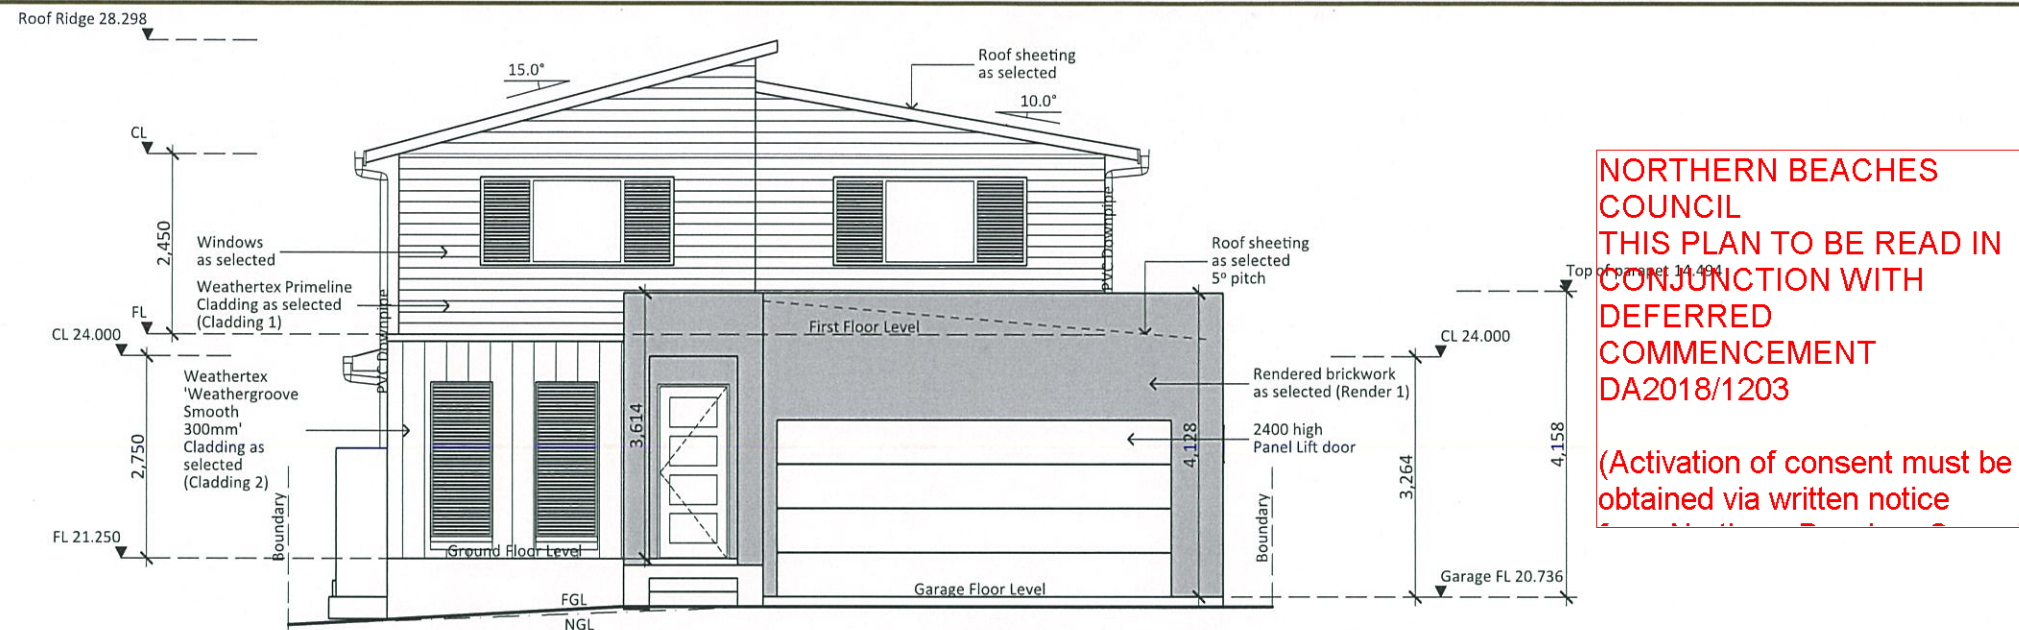 Roof Ridge 28.298
15.0°
Roof sheeting
as selected
10.0°
CL
2,450
Windows
as selected
Weathertex Primeline
Cladding as selected
(Cladding 1)
FL
CL 24.000
Weathertex
'Weathergroove
Smooth
300mm'
Cladding as
selected
(Cladding 2)
2,750
FL 21.250
Boundary
PVC Downpipe
PVC Downpipe
First Floor Level
3,614
Ground Floor Level
FGL
NGL
Garage Floor Level
Roof sheeting
as selected
5° pitch
Rendered brickwork
as selected (Render 1)
2400 high
Panel Lift door
4,128
Boundary
Top of parapet 14.494
CL 24.000
3,264
4,158
Garage FL 20.736
NORTHERN BEACHES
COUNCIL
THIS PLAN TO BE READ IN
CONJUNCTION WITH
DEFERRED
COMMENCEMENT
DA2018/1203
(Activation of consent must be
obtained via written notice